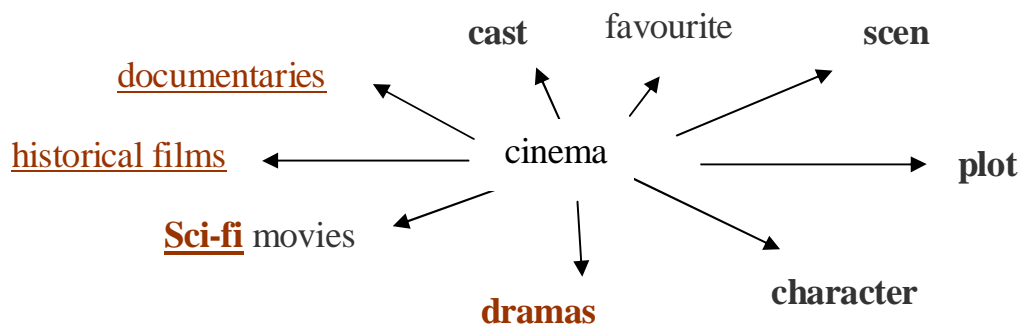 cast
favourite
scen
documentaries
historical films
cinema
plot
Sci-fi movies
character
dramas